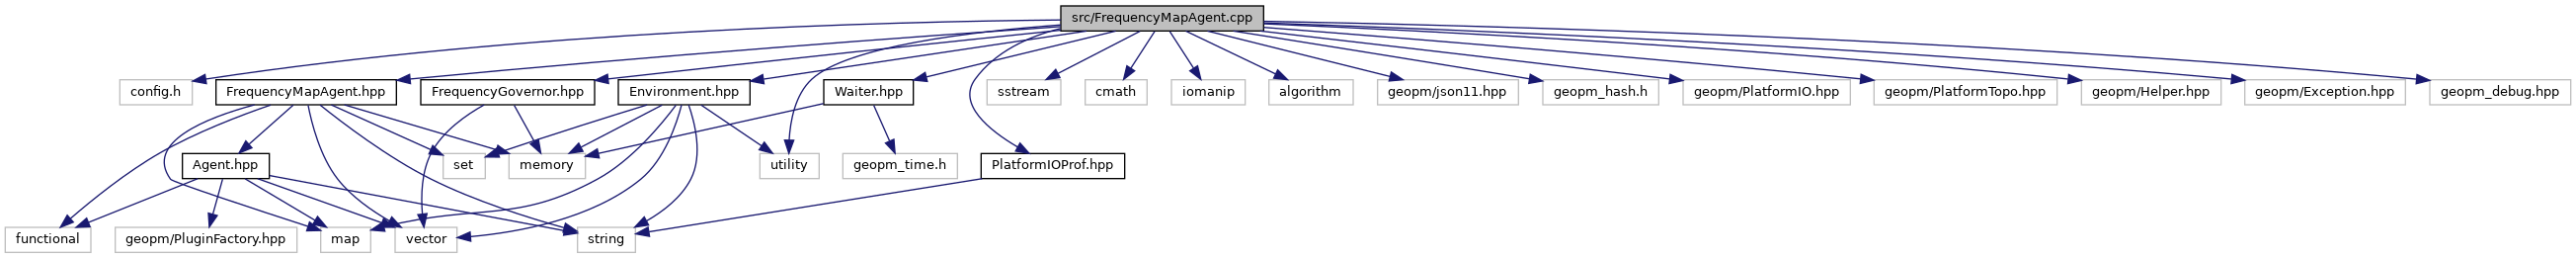 src/FrequencyMapAgent.cpp
config.h
FrequencyMapAgent.hpp
FrequencyGovernor.hpp
Environment.hpp
Waiter.hpp
sstream
cmath
iomanip
algorithm
geopm/json11.hpp
geopm_hash.h
geopm/PlatformIO.hpp
geopm/PlatformTopo.hpp
geopm/Helper.hpp
geopm/Exception.hpp
geopm_debug.hpp
Agent.hpp
set
memory
utility
geopm_time.h
PlatformIOProf.hpp
functional
geopm/PluginFactory.hpp
map
vector
string